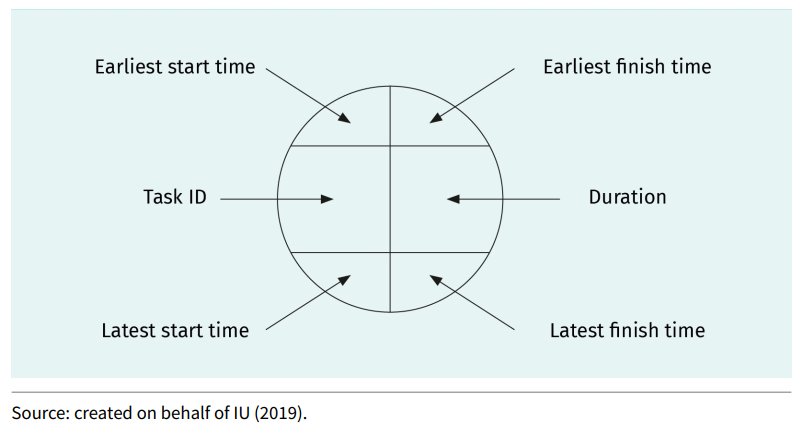 Earliest start time
Earliest finish time
Task ID
Duration
Latest start time
Latest finish time
Source: created on behalf of IU (2019).